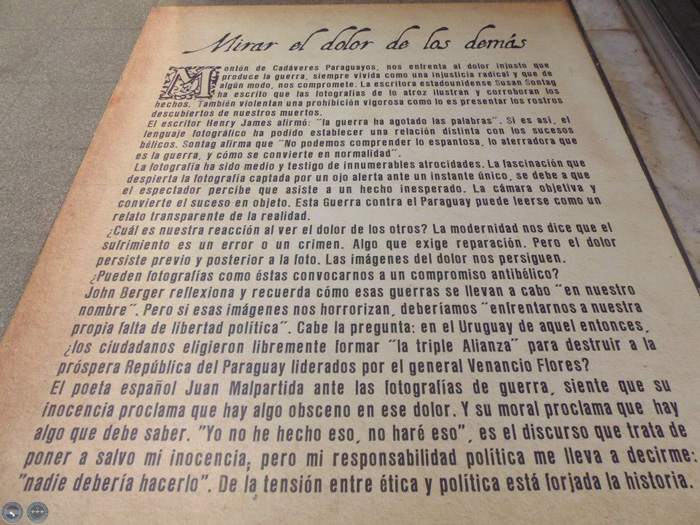 Mirar el dolor de los demás
Montón de Cadáveres Paraguayos, nos enfrenta al dolor injusto que
produce la guerra, siempre vivida como una injusticia radical y que de
algún modo, nos compromete. La escritora estadounidense Susan Sontag
ha escrito que las fotografías de lo atroz ilustran y corroboran los
hechos. También violentan una prohibición vigorosa como lo es presentar los rostros
descubiertos de nuestros muertos.
El escritor Henry James afirmó: "la guerra ha agotado las palabras". Si es así, el
lenguaje fotográfico ha podido establecer una relación distinta con los sucesos
bélicos. Sontag afirma que "No podemos comprender lo espantoso, lo aterradora que
es la guerra, y cómo se convierte en normalidad".
La fotografía ha sido medio y testigo de innumerables atrocidades. La fascinación que
despierta la fotografía captada por un ojo alerta ante un instante único, se debe a que
el espectador percibe que asiste a un hecho inesperado. La cámara objetiva y
convierte el suceso en objeto. Esta Guerra contra el Paraguay puede leerse como un
relato transparente de la realidad.
¿Cuál es nuestra reacción al ver el dolor de los otros? La modernidad nos dice que el
sufrimiento es un error o un crimen. Algo que exige reparación. Pero el dolor
persiste previo y posterior a la foto. Las imágenes del dolor nos persiguen.
¿Pueden fotografías como éstas convocarnos a un compromiso antibélico?
John Berger reflexiona y recuerda cómo esas guerras se llevan a cabo "en nuestro
nombre". Pero si esas imágenes nos horrorizan, deberíamos "enfrentarnos a nuestra
propia falta de libertad política". Cabe la pregunta: en el Uruguay de aquel entonces,
¿los ciudadanos eligieron libremente formar "la triple Alianza" para destruir a la
próspera República del Paraguay liderados por el general Venancio Flores?
El poeta español Juan Malpartida ante las fotografías de guerra, siente que su
inocencia proclama que hay algo obsceno en ese dolor. Y su moral proclama que hay
algo que debe saber. "Yo no he hecho eso, no haré eso", es el discurso que trata de
poner a salvo mi inocencia; pero mi responsabilidad política me lleva a decirme:
"nadie debería hacerlo". De la tensión entre ética y política está forjada la historia.